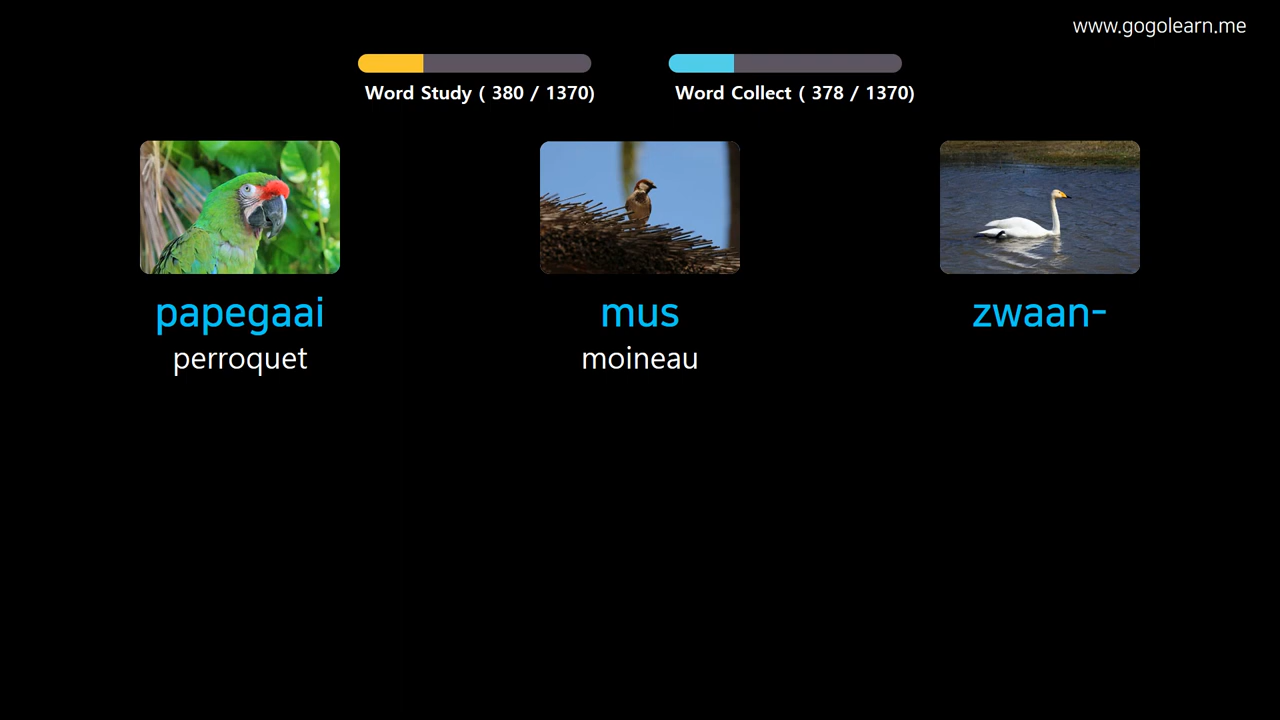 www.gogolearn.me
Word Study ( 380 / 1370)
Word Collect ( 378 / 1370)
papegaai
perroquet
mus
moineau
zwaan-